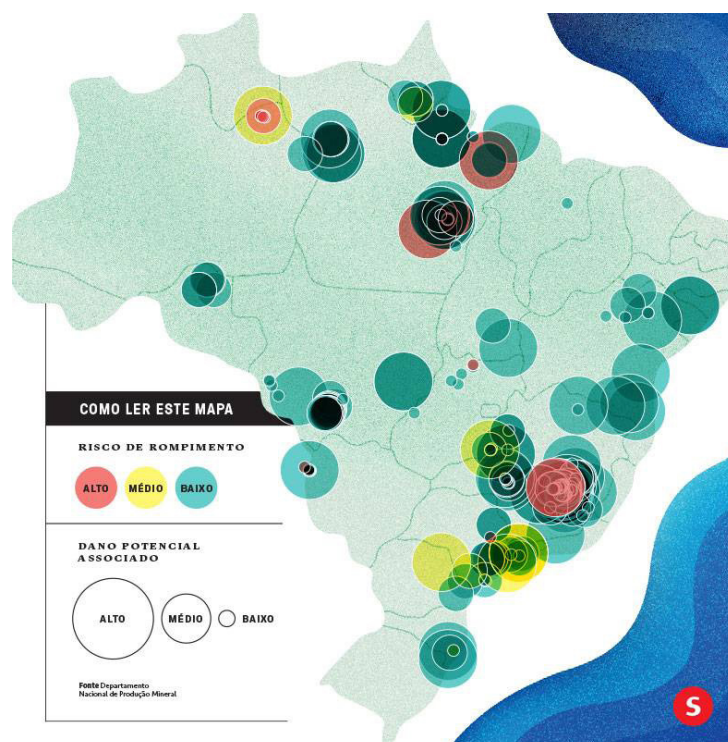 COMO LER ESTE MAPA
RISCO DE ROMPIMENTO
ALTO
MÉDIO
BAIXO
DANO POTENCIAL
ASSOCIADO
ALTO
MÉDIO
BAIXO
Fonte Departamento
Nacional de Produção Mineral
S